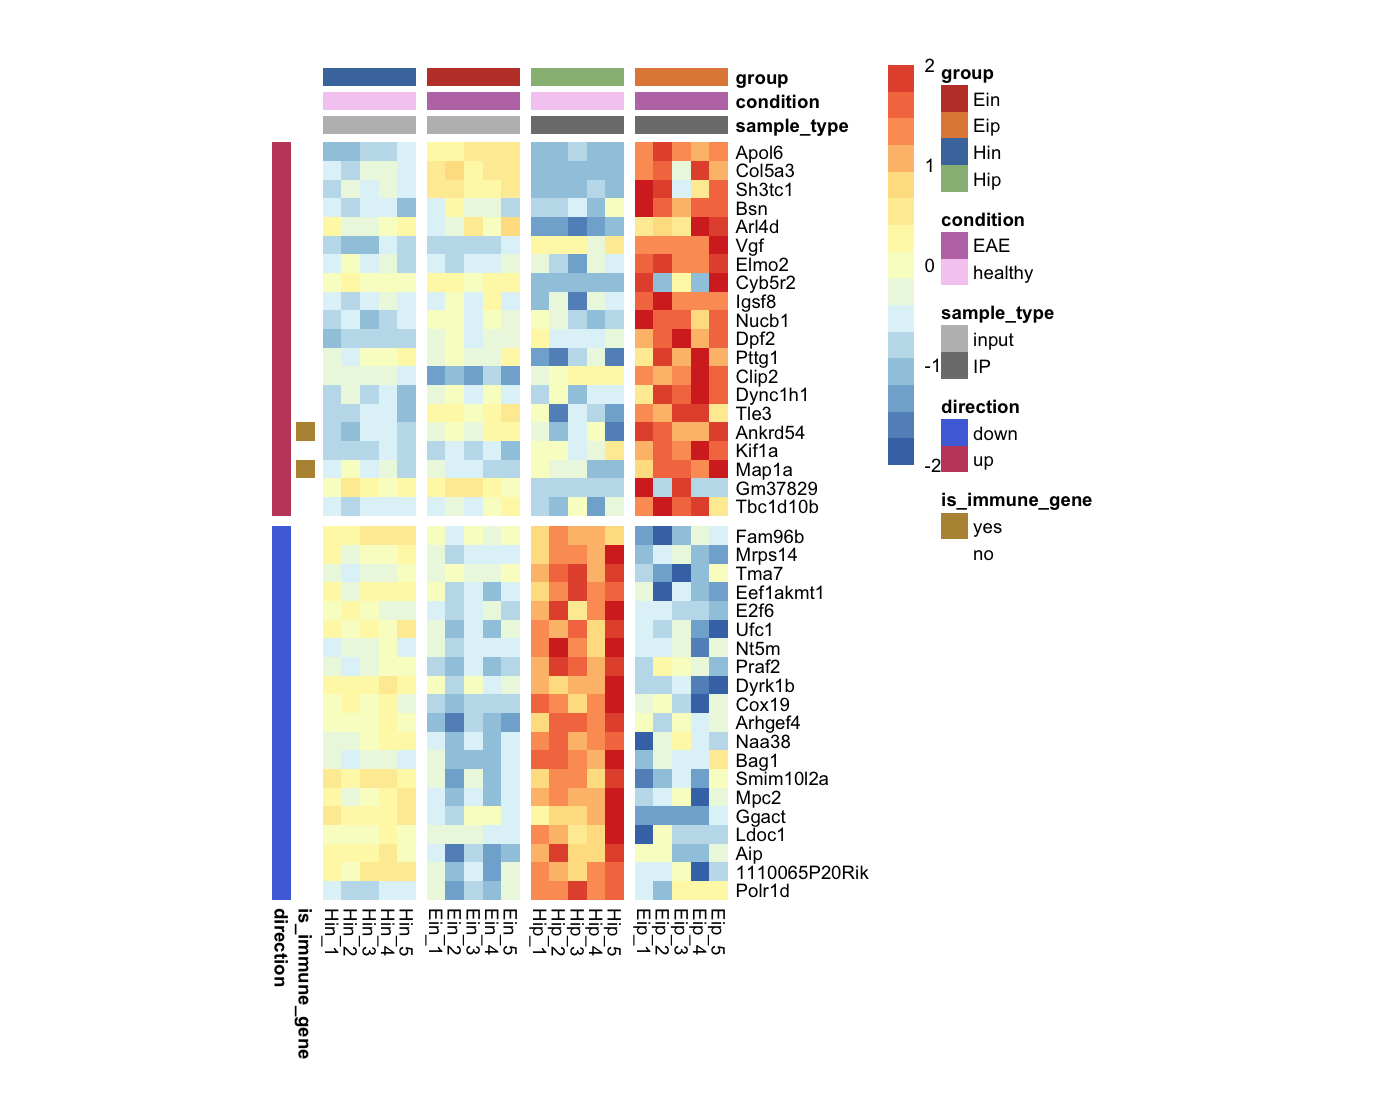 group
condition
sample_type
Apol6
Col5a3
Sh3tc1
Bsn
Arl4d
Vgf
Elmo2
Cyb5r2
Igsf8
Nucb1
Dpf2
Pttg1
Clip2
Dync1h1
Tle3
Ankrd54
Kif1a
Map1a
Gm37829
Tbc1d10b
Fam96b
Mrps14
Tma7
Eef1akmt1
E2f6
Ufc1
Nt5m
Praf2
Dyrk1b
Cox19
Arhgef4
Naa38
Bag1
Smim10l2a
Mpc2
Ggact
Ldoc1
Aip
1110065P20Rik
Polr1d
direction
is_immune_gene
Hin_1
Hin_2
Hin_3
Hin_4
Hin_5
Ein_1
Ein_2
Ein_3
Ein_4
Ein_5
Hip_1
Hip_2
Hip_3
Hip_4
Hip_5
Eip_1
Eip_2
Eip_3
Eip_4
Eip_5
2
1
0
-1
-2
group
Ein
Eip
Hin
Hip
condition
EAE
healthy
sample_type
input
IP
direction
down
up
is_immune_gene
yes
no